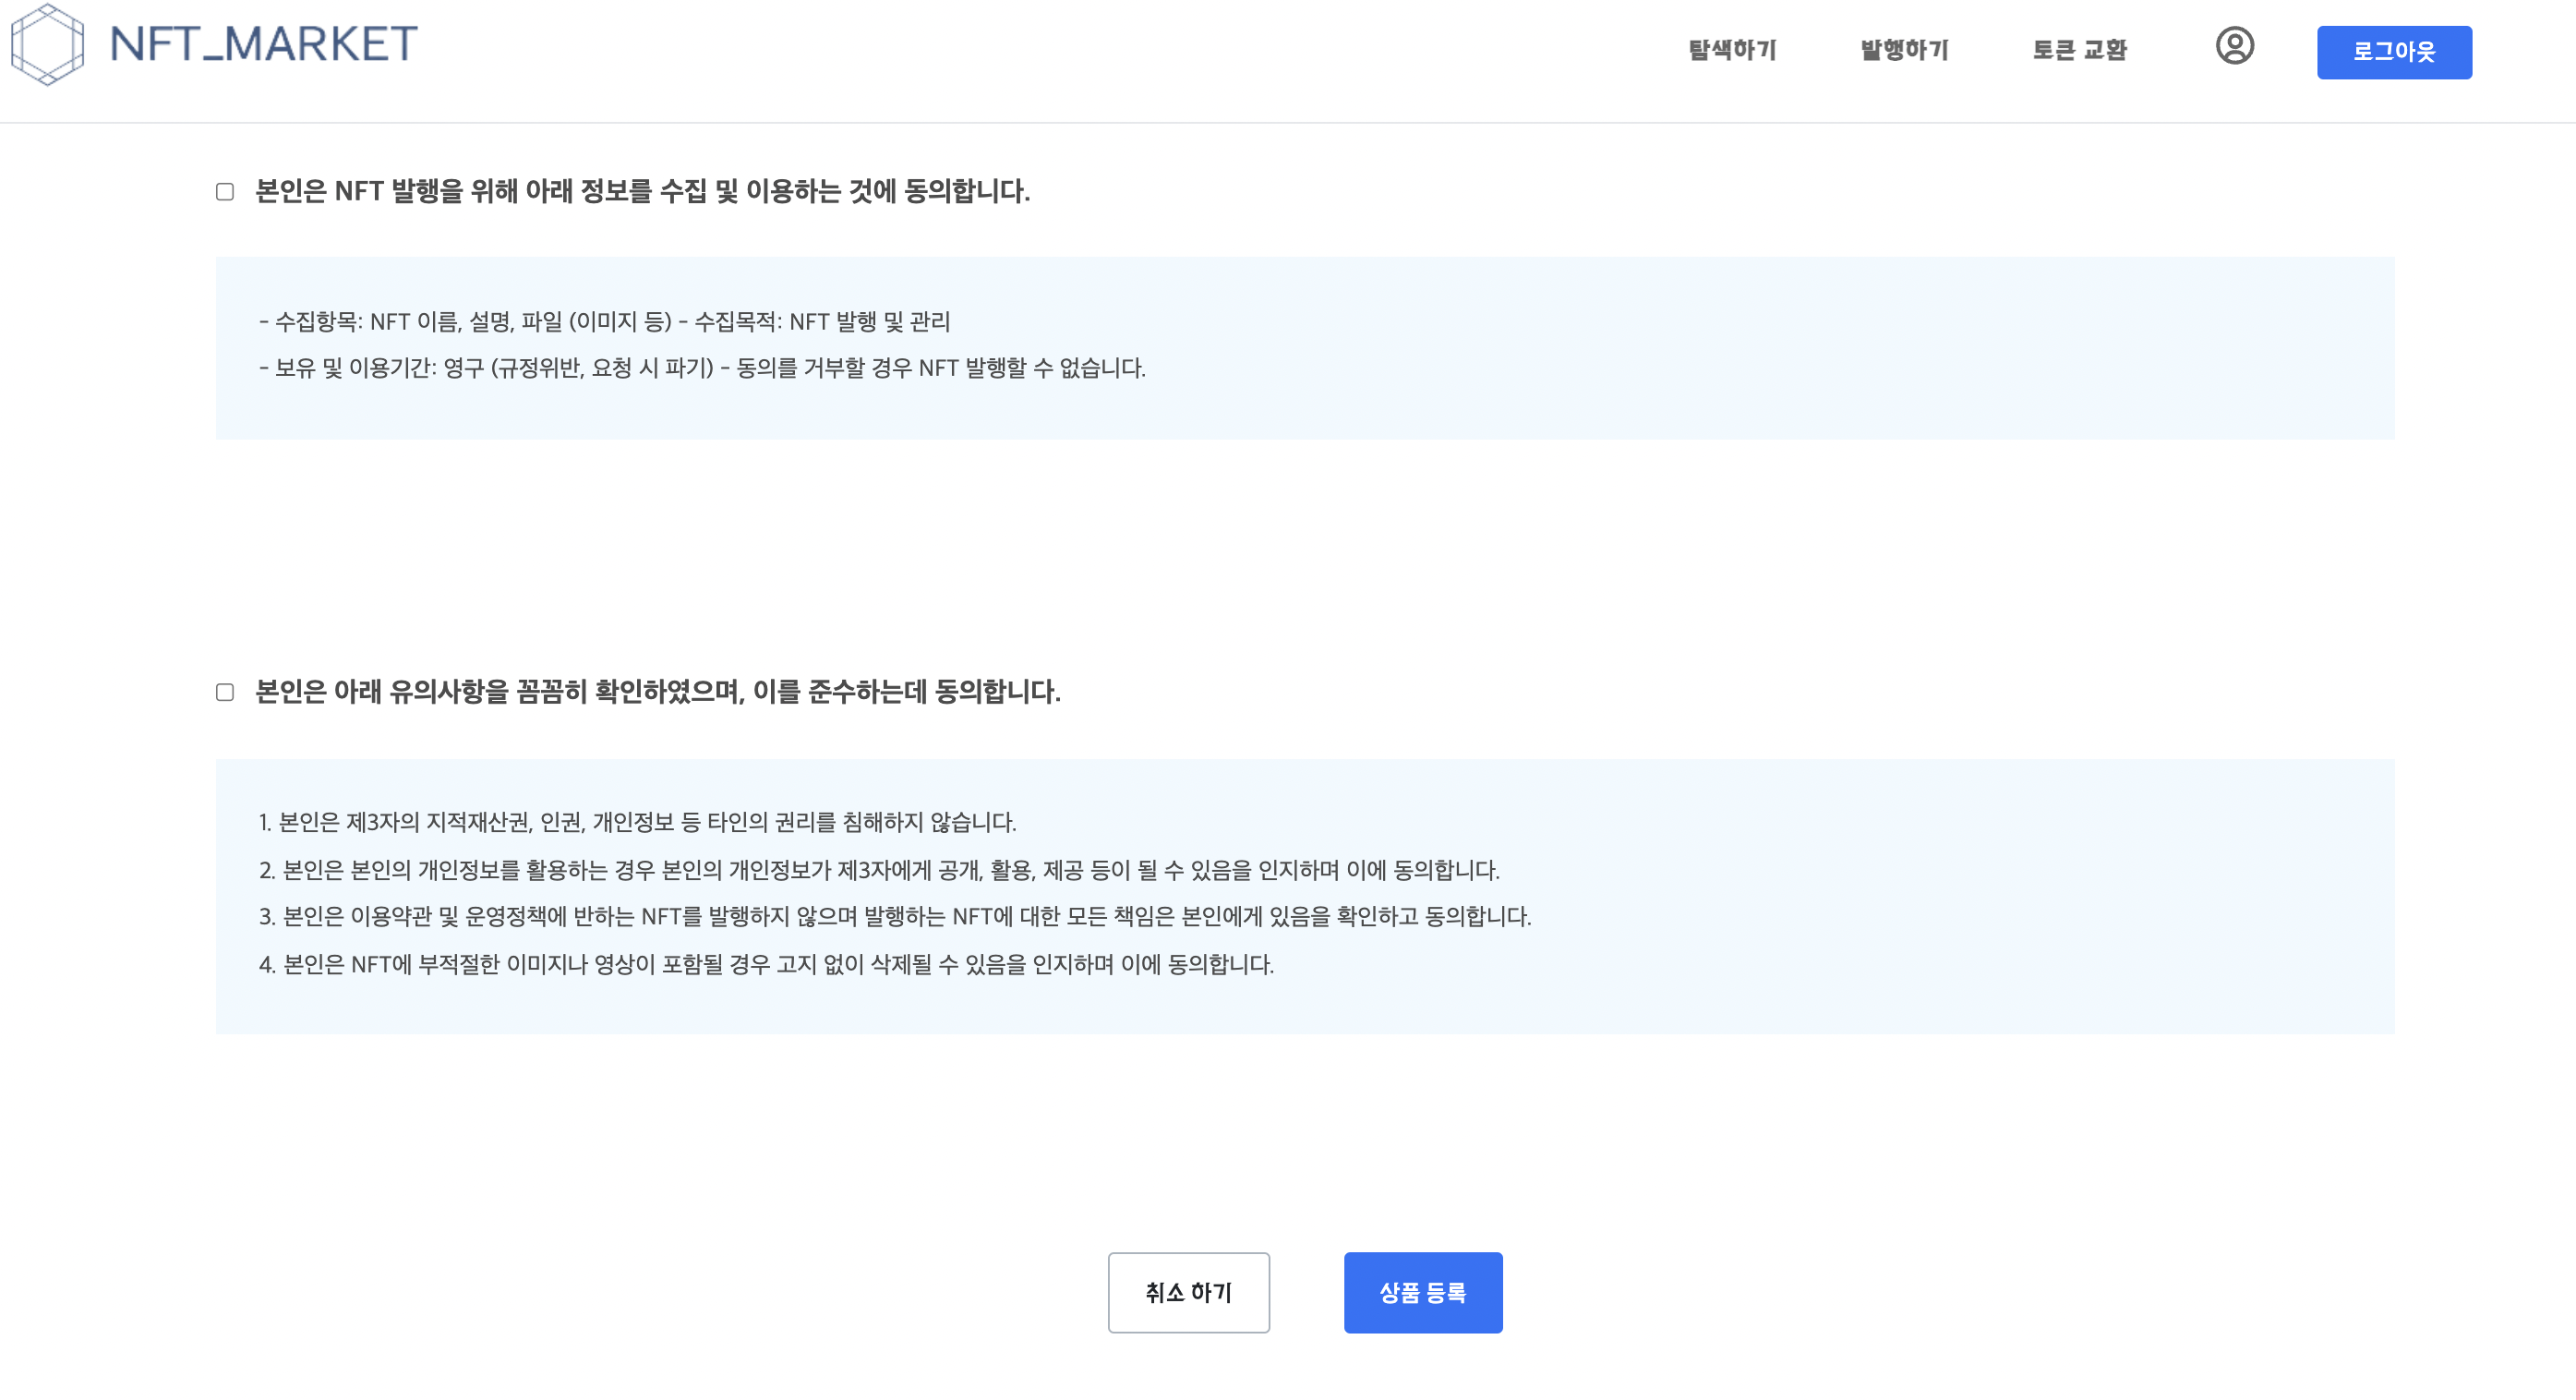 NFT_MARKET
탐색하기
발행하기
토큰 교환
로그아웃
본인은 NFT 발행을 위해 아래 정보를 수집 및 이용하는 것에 동의합니다.
- 수집항목: NFT 이름, 설명, 파일 (이미지 등) - 수집목적: NFT 발행 및 관리
- 보유 및 이용기간: 영구 (규정위반, 요청 시 파기) - 동의를 거부할 경우 NFT 발행할 수 없습니다.
본인은 아래 유의사항을 꼼꼼히 확인하였으며, 이를 준수하는데 동의합니다.
1. 본인은 제3자의 지적재산권, 인권, 개인정보 등 타인의 권리를 침해하지 않습니다.
2. 본인은 본인의 개인정보를 활용하는 경우 본인의 개인정보가 제3자에게 공개, 활용, 제공 등이 될 수 있음을 인지하며 이에 동의합니다.
3. 본인은 이용약관 및 운영정책에 반하는 NFT를 발행하지 않으며 발행하는 NFT에 대한 모든 책임은 본인에게 있음을 확인하고 동의합니다.
4. 본인은 NFT에 부적절한 이미지나 영상이 포함될 경우 고지 없이 삭제될 수 있음을 인지하며 이에 동의합니다.
취소 하기
상품 등록